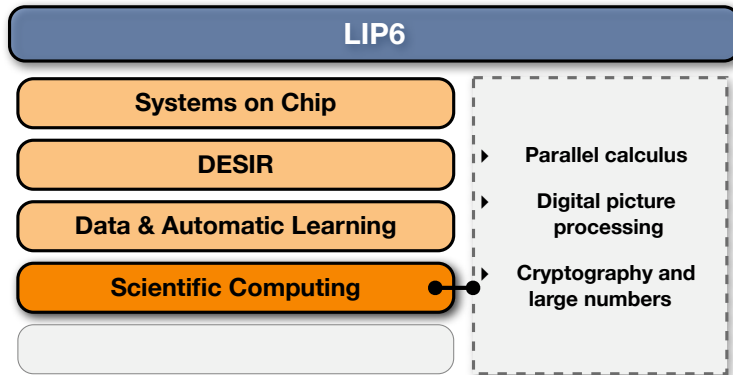 LIP6
Systems on Chip
DESIR
Data & Automatic Learning
Scientific Computing
Parallel calculus
Digital picture
processing
Cryptography and
large numbers